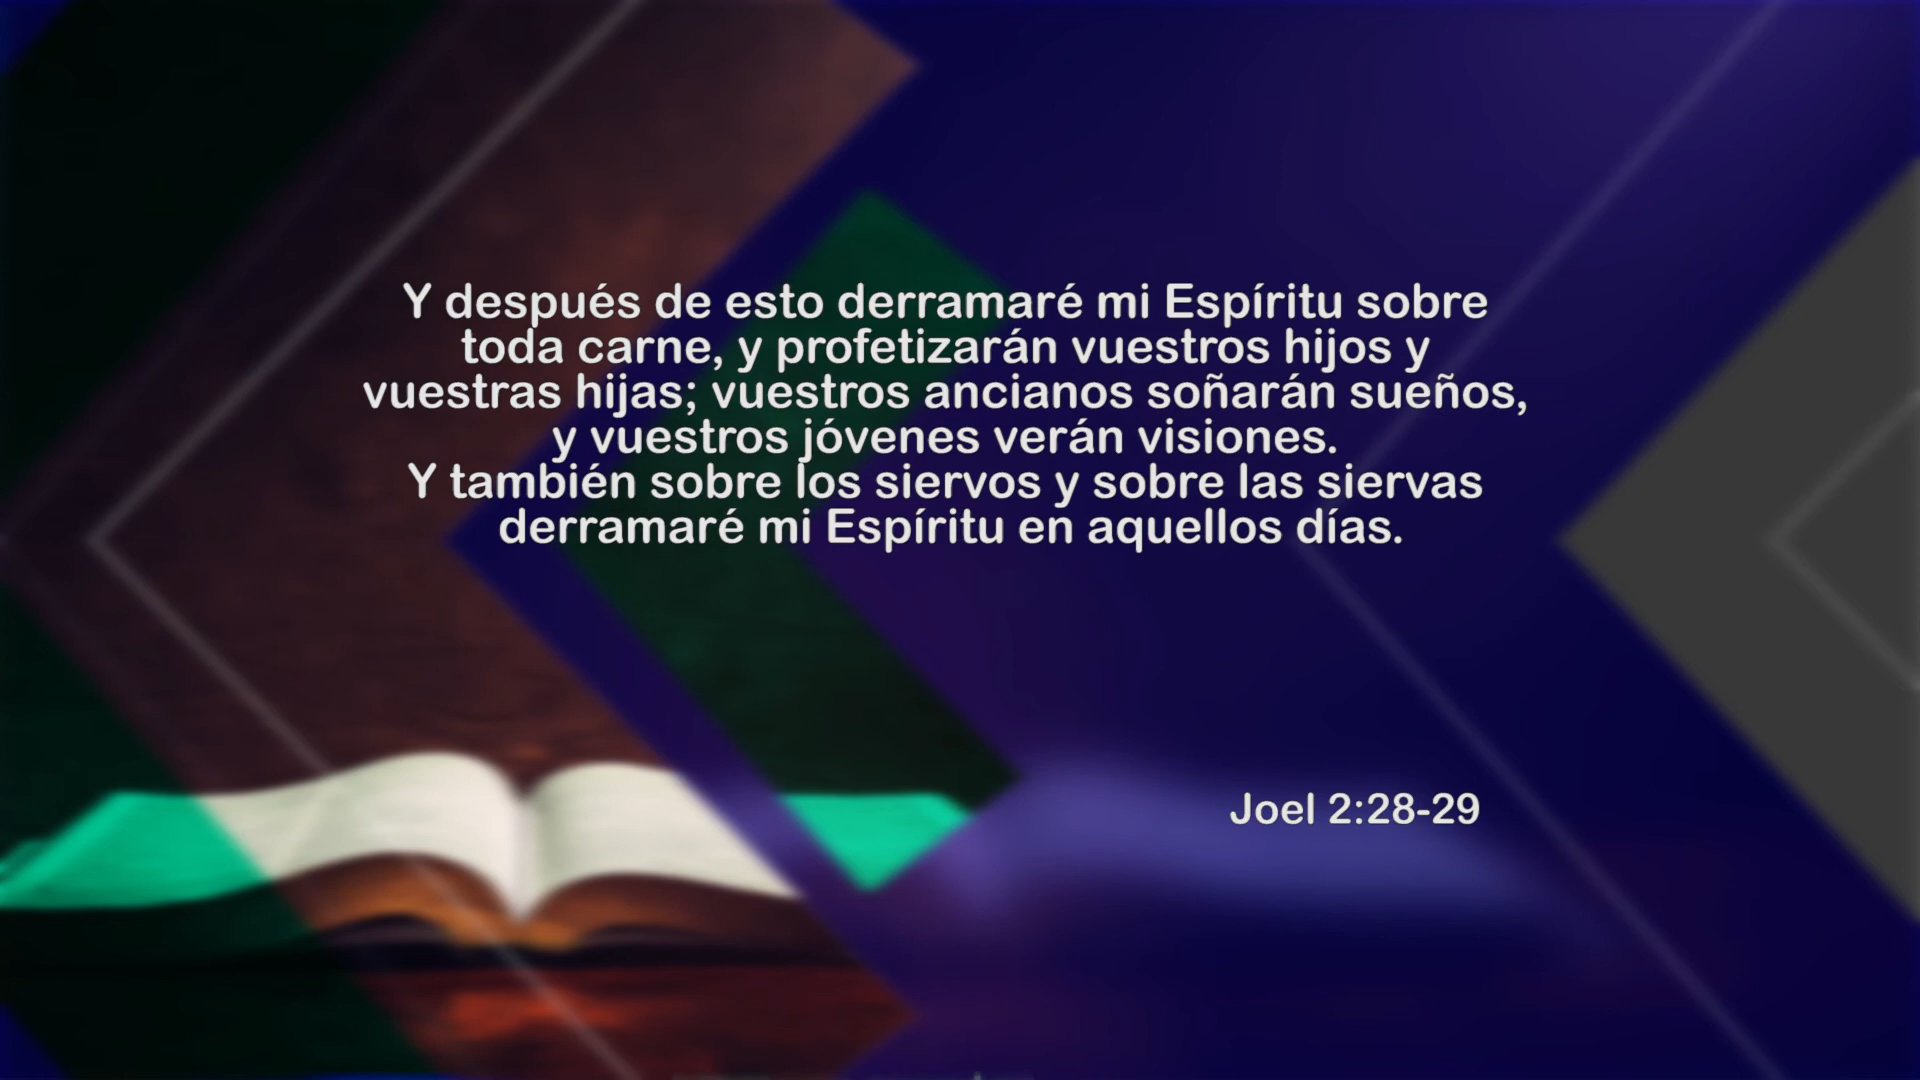 Y después de esto derramaré mi Espíritu sobre
toda carne, y profetizarán vuestros hijos y
vuestras hijas; vuestros ancianos soñarán sueños,
y vuestros jóvenes verán visiones.
Y también sobre los siervos y sobre las siervas
derramaré mi Espíritu en aquellos días.
Joel 2:28-29